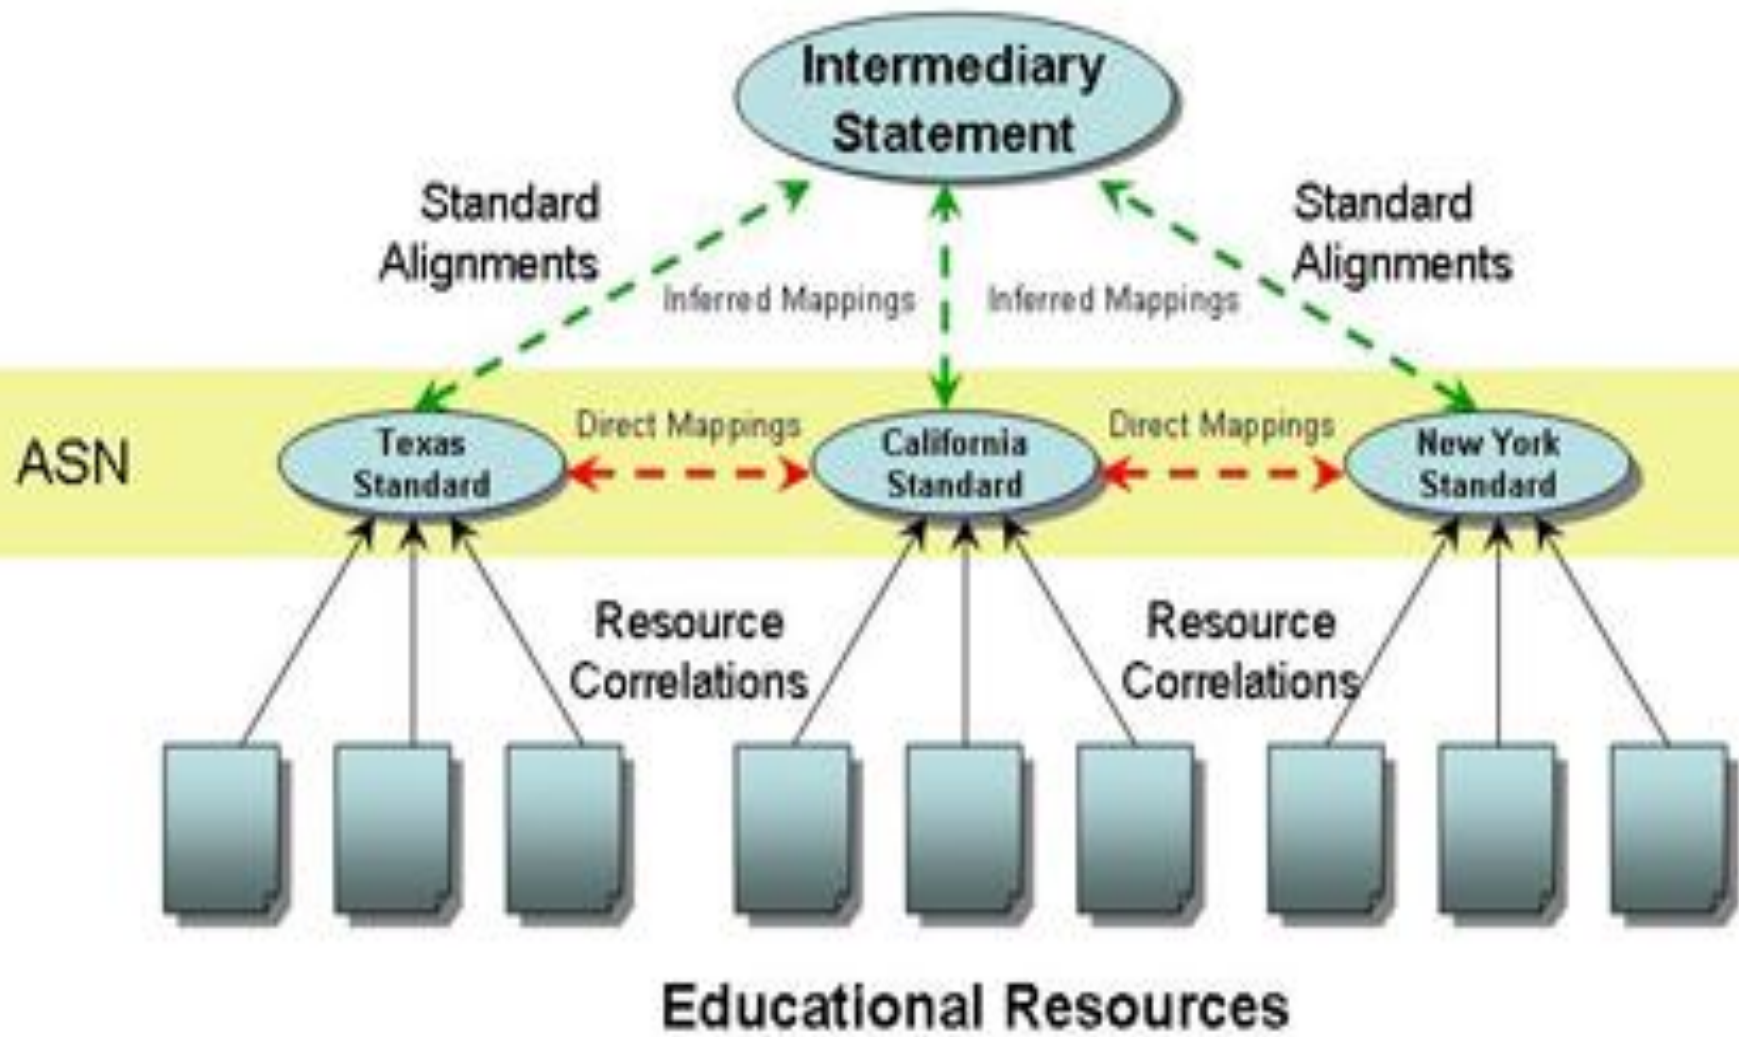 Intermediary
Statement
Standard
Alignments
Standard
Alignments
Inferred Mappings
Inferred Mappings
ASN
Texas
Standard
Direct Mappings
California
Standard
Direct Mappings
New York
Standard
Resource
Correlations
Resource
Correlations
Educational Resources